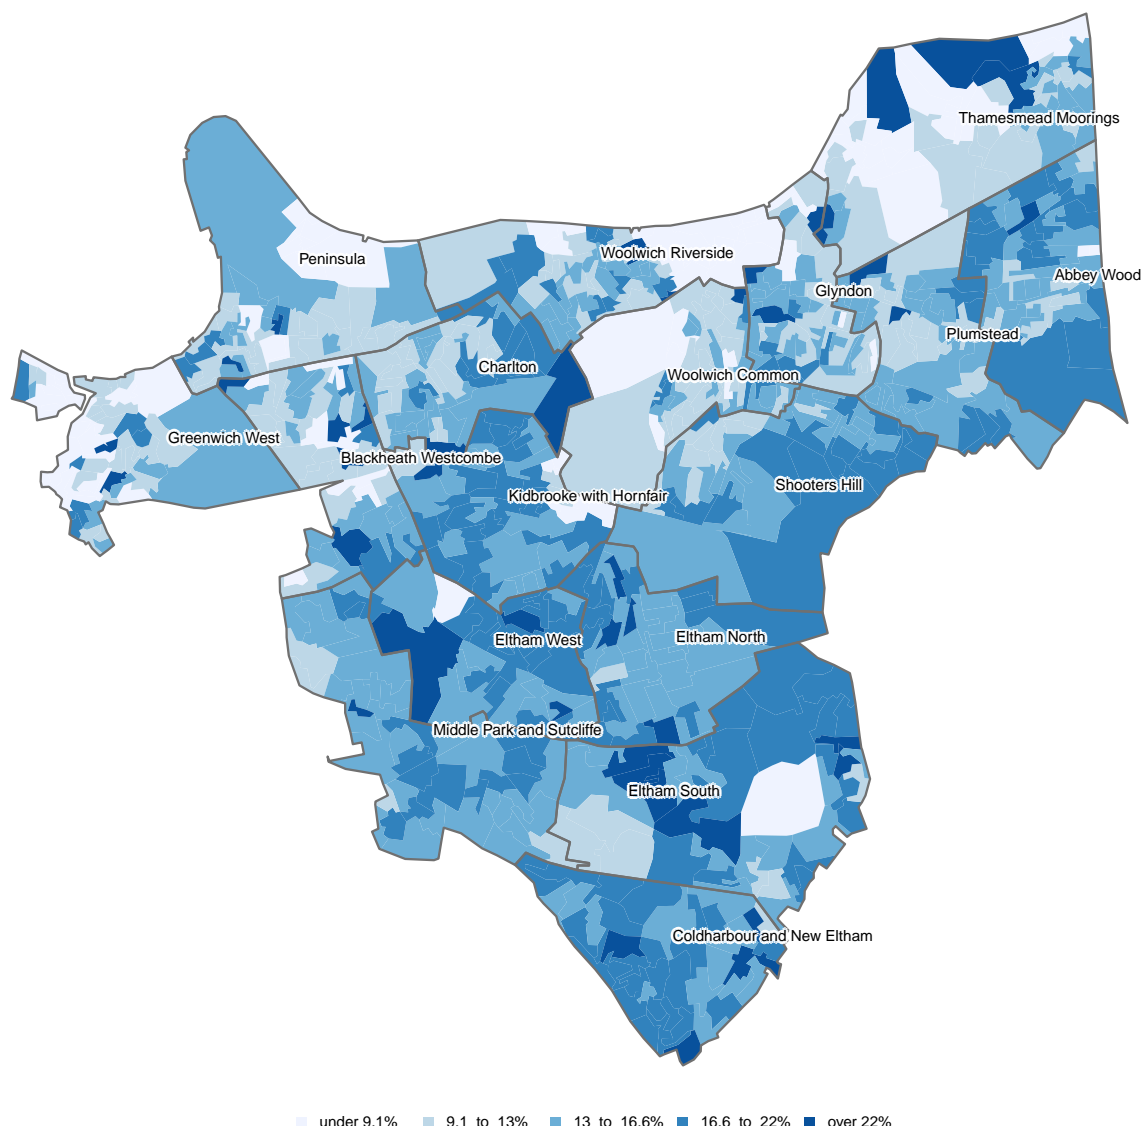 Thamesmead Moorings
Woolwich Riverside
Peninsula
Abbey Wood
Glyndon
Plumstead
Charlton
Woolwich Common
Greenwich West
Blackheath Westcombe
Shooters Hill
Kidbrooke with Hornfair
Eltham West
Eltham North
Middle Park and Sutcliffe
Eltham South
Coldharbour and New Eltham
under 9.1% 9.1 to 13% 13 to 16.6% 16.6 to 22% over 22%